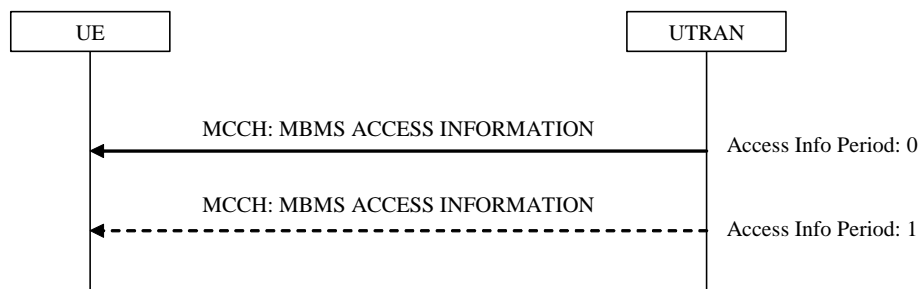 UE
UTRAN
MCCH: MBMS ACCESS INFORMATION
Access Info Period: 0
MCCH: MBMS ACCESS INFORMATION
Access Info Period: 1